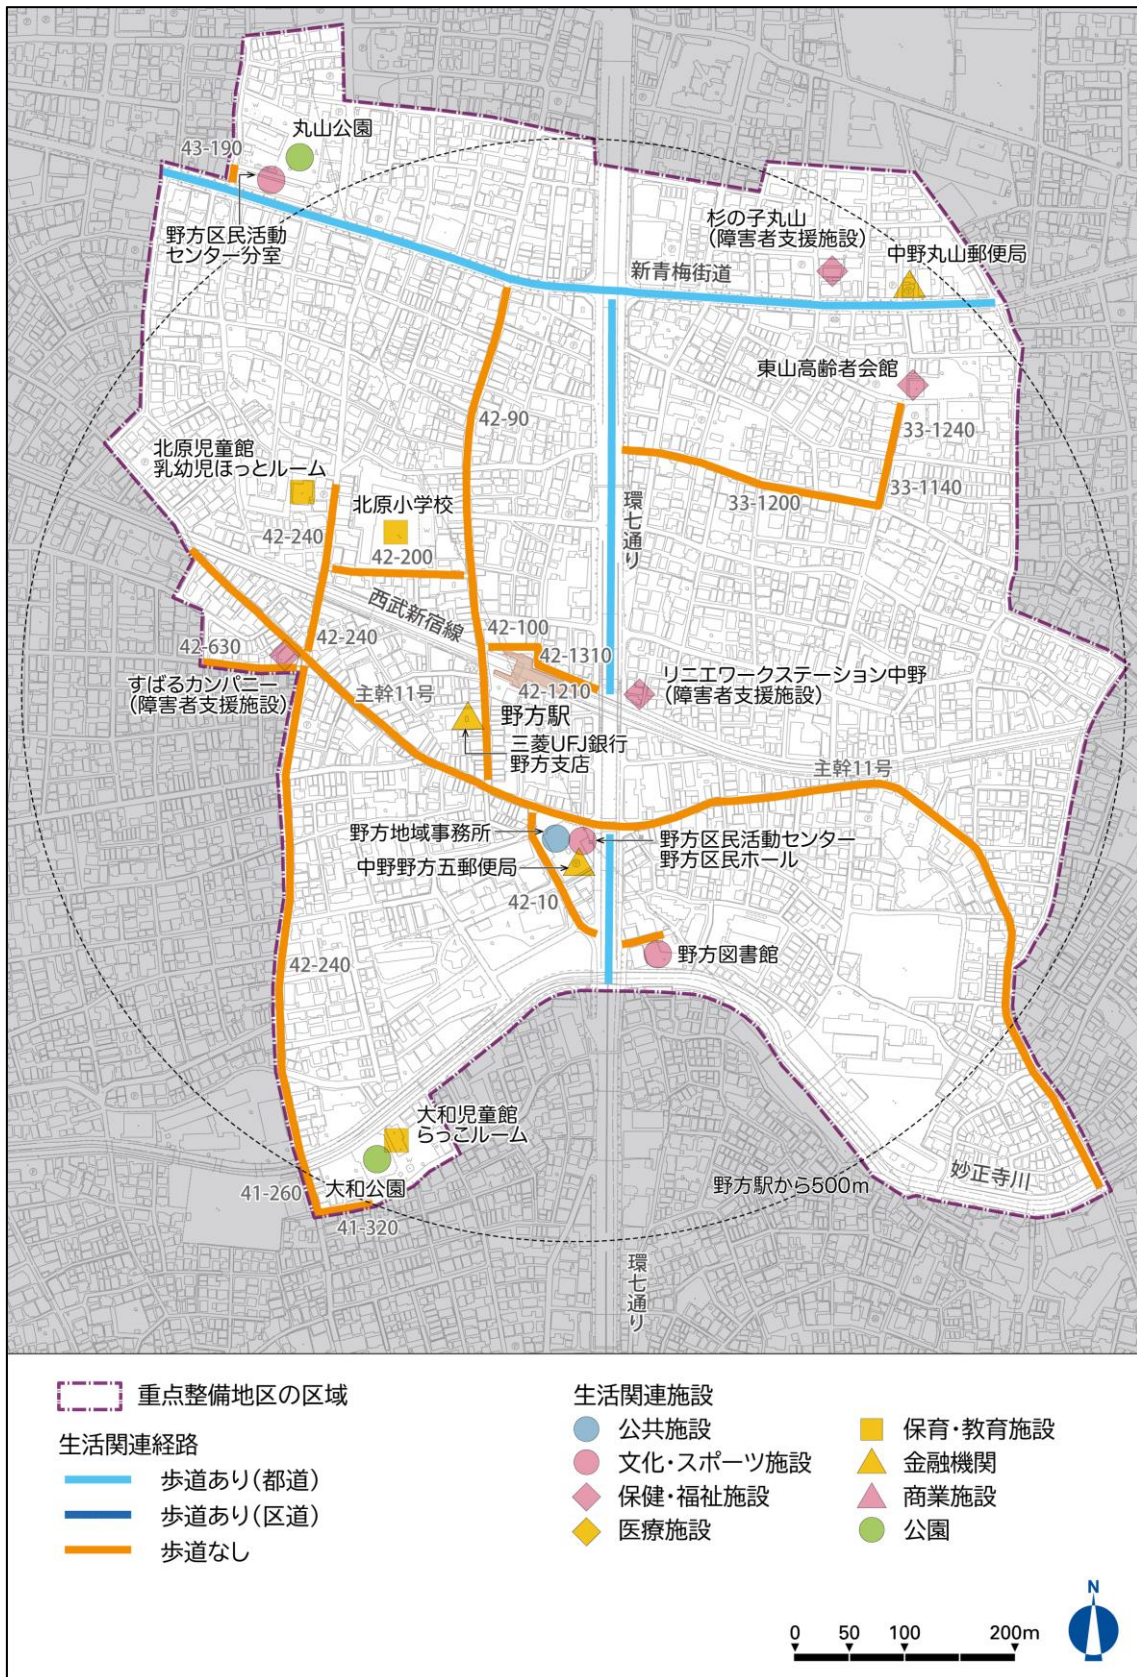 丸山公園
43-190
野方区民活動
センター分室
杉の子丸山
(障害者支援施設)
中野丸山郵便局
新青梅街道
東山高齢者会館
42-90
33-1240
33-1140
33-1200
北原児童館
乳幼児ほっとルーム
北原小学校
42-240
42-200
環七通り
西武新宿線
42-100
42-240
42-630
42-1310
42-1210
すばるカンパニー
(障害者支援施設)
主幹11号
リニエワークステーション中野
(障害者支援施設)
野方駅
三菱UFJ銀行
野方支店
主幹11号
野方地域事務所
野方区民活動センター
野方区民ホール
中野野方五郵便局
42-10
野方図書館
42-240
大和児童館
らっこルーム
大和公園
41-260
41-320
野方駅から500m
妙正寺川
環七通り
重点整備地区の区域
生活関連経路
歩道あり(都道)
歩道あり(区道)
歩道なし
生活関連施設
公共施設
文化・スポーツ施設
保健・福祉施設
医療施設
保育・教育施設
金融機関
商業施設
公園
0 50 100 200m
N